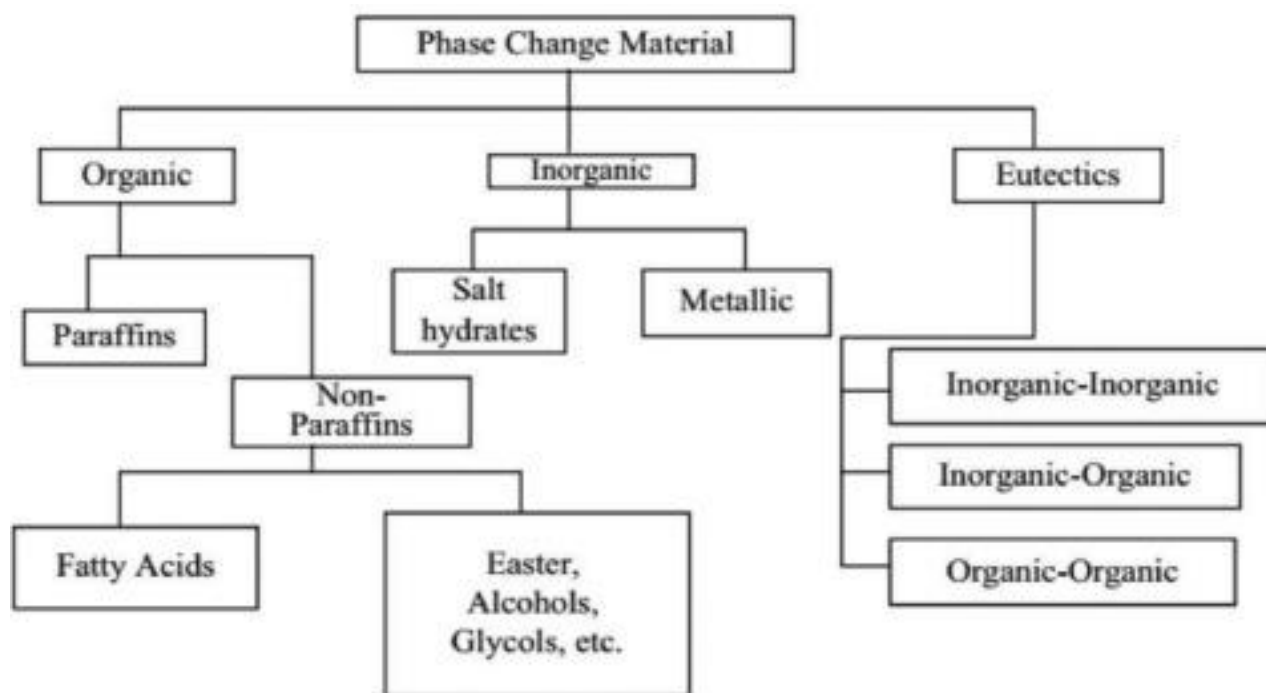 Phase Change Material
Organic
Inorganic
Eutectics
Salt
hydrates
Metallic
Paraffins
Non-
Paraffins
Inorganic-Inorganic
Inorganic-Organic
Organic-Organic
Fatty Acids
Easter,
Alcohols,
Glycols, etc.